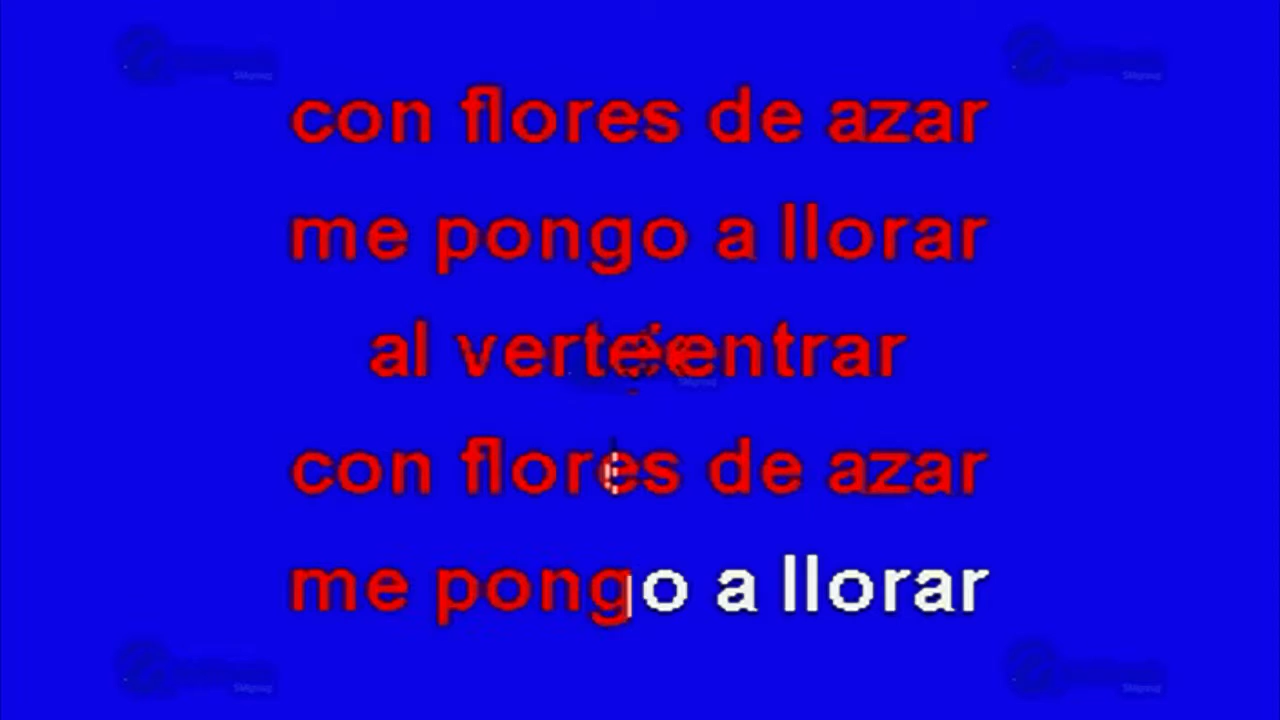 con flores de azar
me pongo a llorar
al verte entrar
con flores de azar
me pongo a llorar